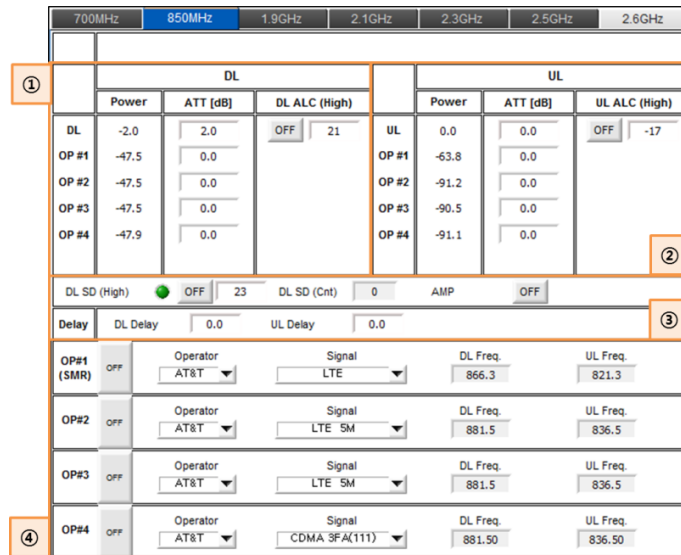 700MHz 850MHz 1.9GHz 2.1GHz 2.3GHz 2.5GHz 2.6GHz
①
DL UL
Power ATT [dB] DL ALC (High) Power ATT [dB] UL ALC (High)
DL -2.0 2.0 OFF 21 UL 0.0 0.0 OFF -17
OP #1 -47.5 0.0 OP #1 -63.8 0.0
OP #2 -47.5 0.0 OP #2 -91.2 0.0
OP #3 -47.5 0.0 OP #3 -90.5 0.0
OP #4 -47.9 0.0 OP #4 -91.1 0.0
②
DL SD (High) OFF 23 DL SD (Cnt) 0 AMP OFF
Delay DL Delay 0.0 UL Delay 0.0
③
OP#1 (SMR) OFF Operator Signal DL Freq. UL Freq.
AT&T LTE 866.3 821.3
OP#2 OFF Operator Signal DL Freq. UL Freq.
AT&T LTE 5M 881.5 836.5
OP#3 OFF Operator Signal DL Freq. UL Freq.
AT&T LTE 5M 881.5 836.5
④
OP#4 OFF Operator Signal DL Freq. UL Freq.
AT&T CDMA 3FA(111) 881.50 836.50